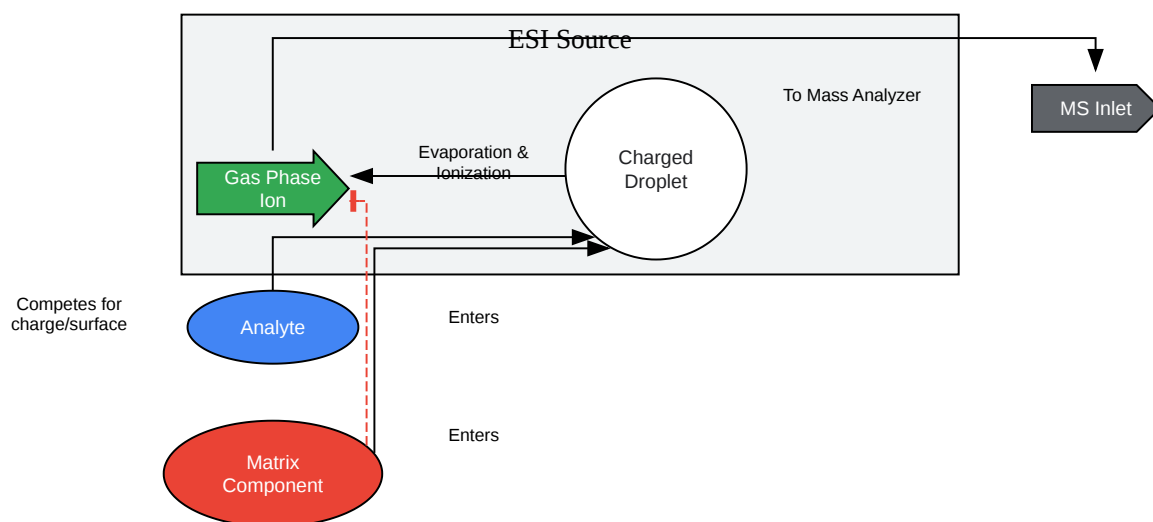 ESI Source
To Mass Analyzer
MS Inlet
Evaporation &
Ionization
Charged
Droplet
Gas Phase
Ion
Competes for
charge/surface
Analyte
Enters
Enters
Matrix
Component